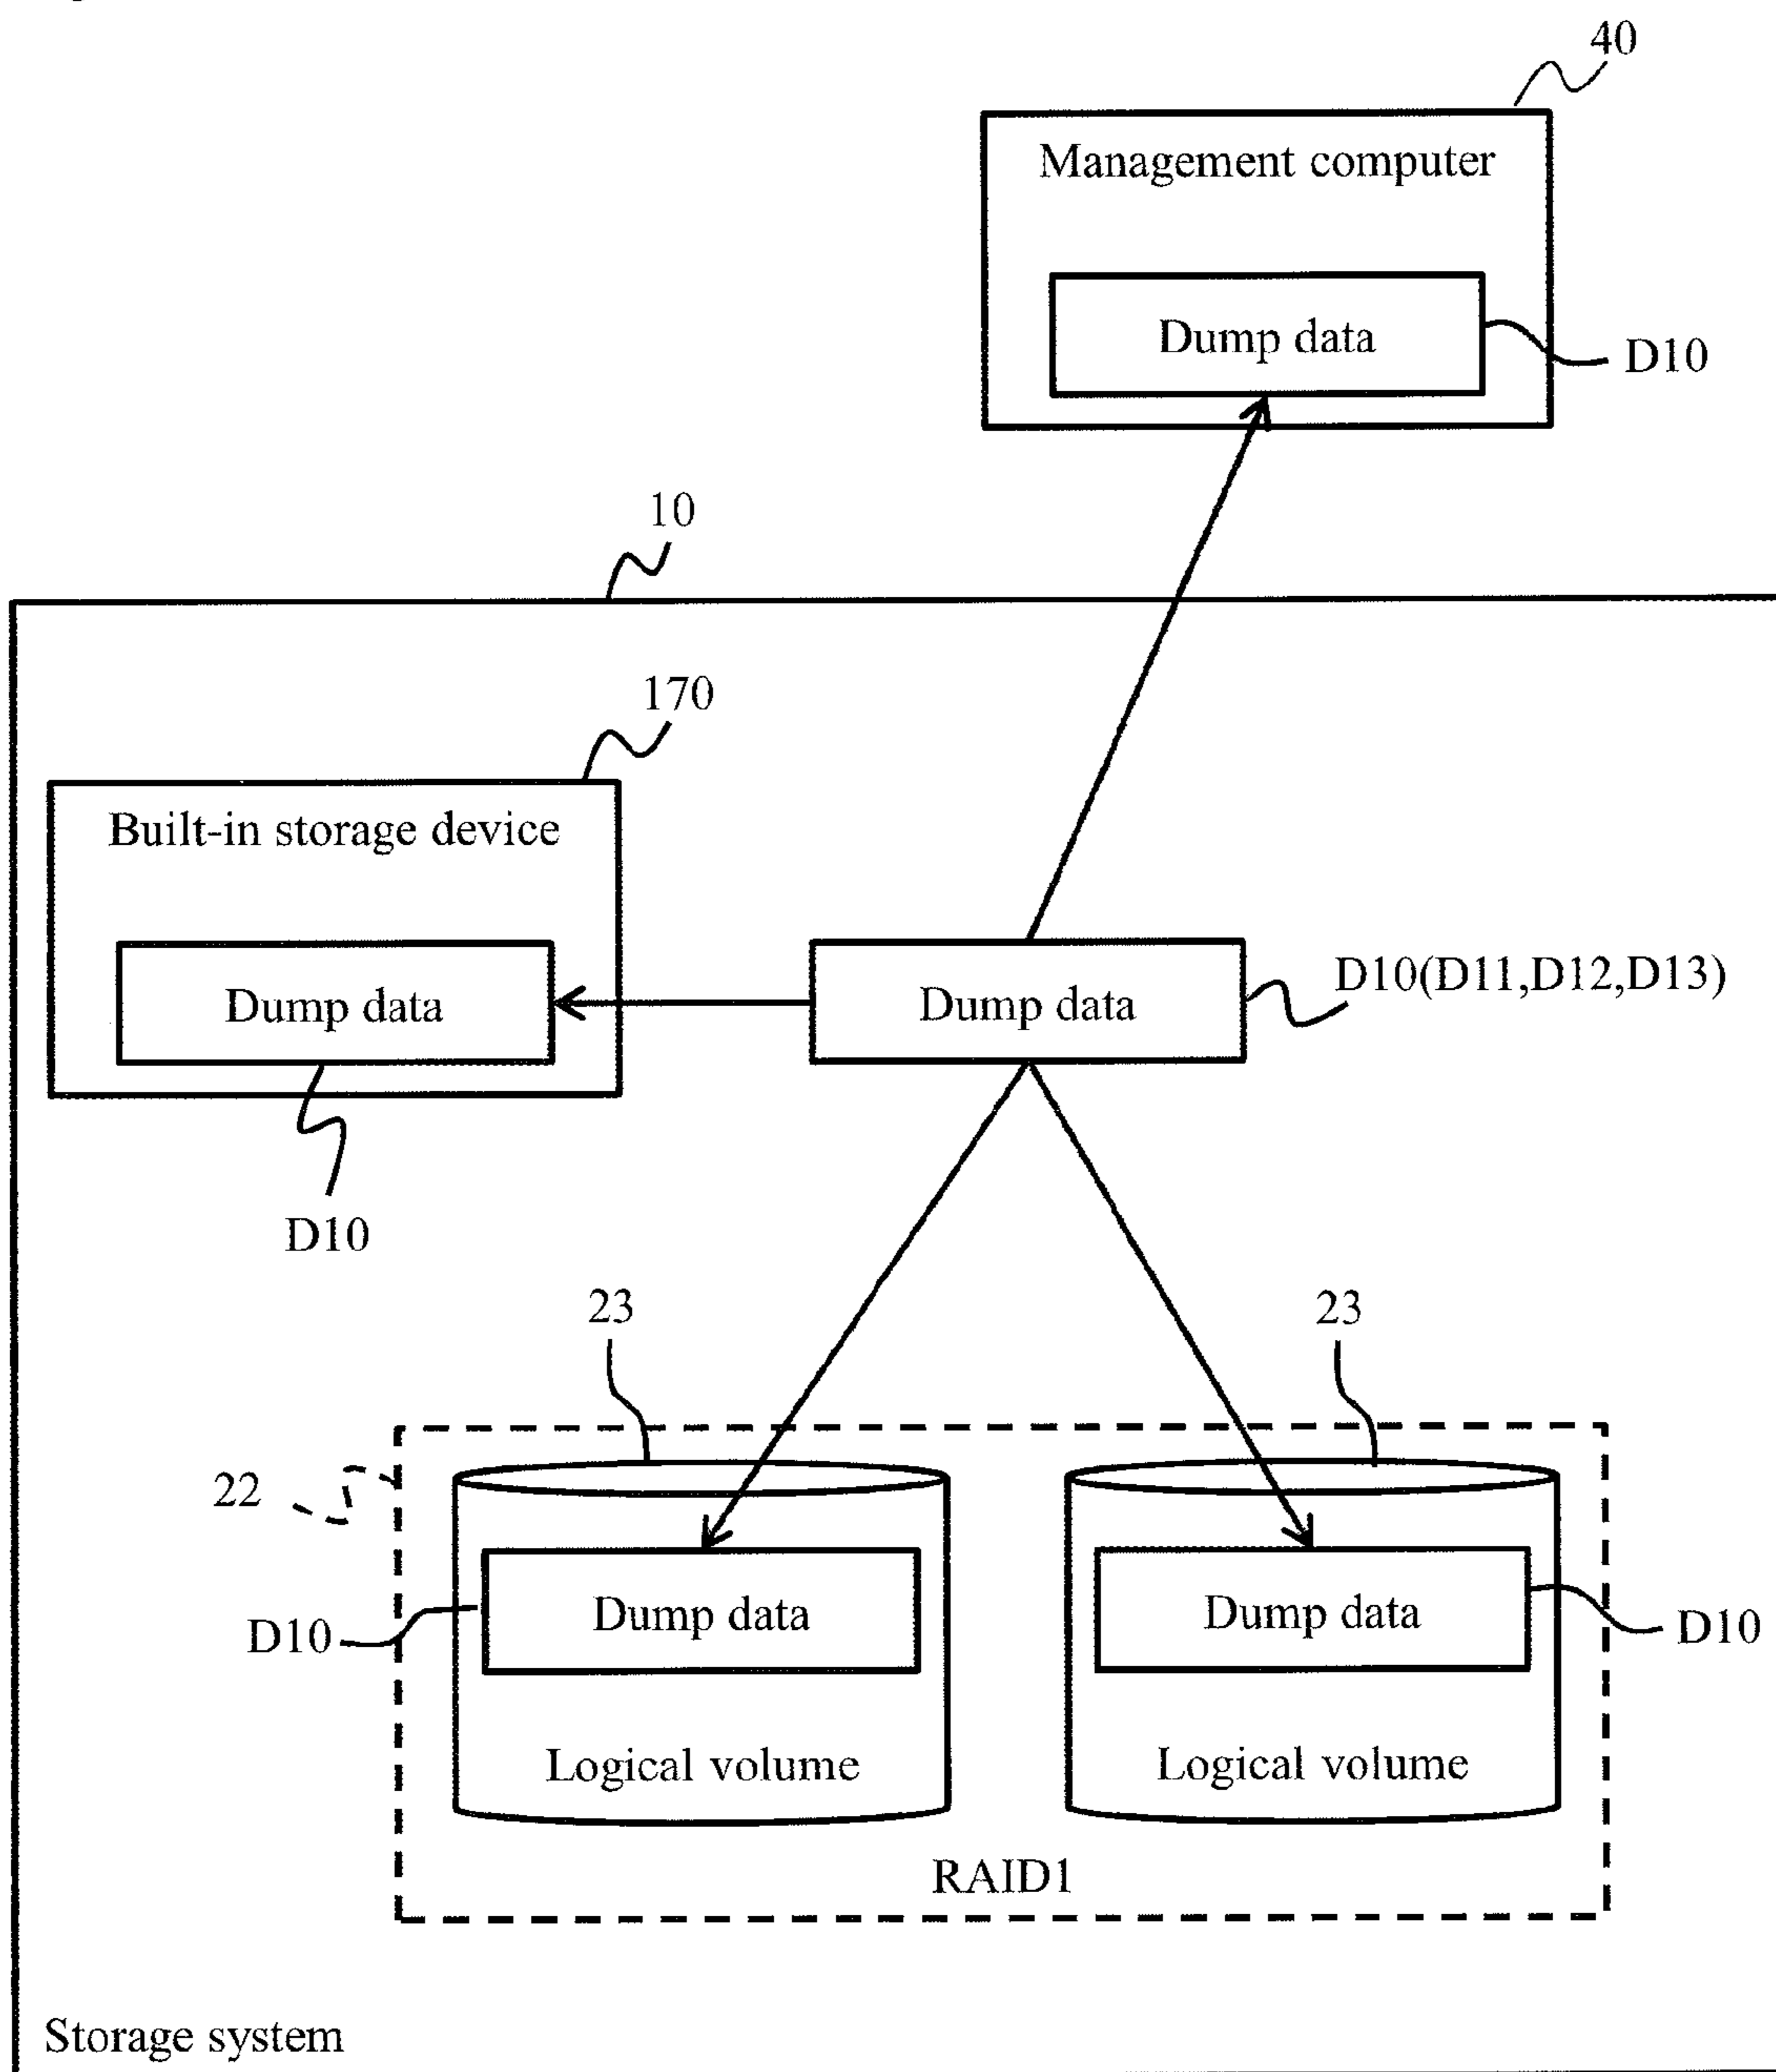 40
Management computer
Dump data
D10
10
170
Built-in storage device
Dump data
D10
Dump data
D10(D11,D12,D13)
23
23
22
Dump data
D10
Dump data
D10
Logical volume
Logical volume
RAID1
Storage system